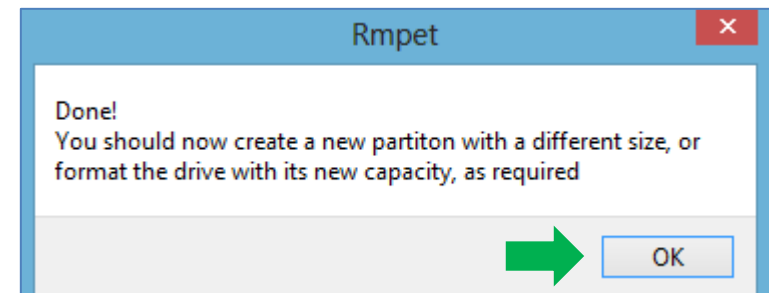 Rmpet
Done!
You should now create a new partiton with a different size, or
format the drive with its new capacity, as required
OK